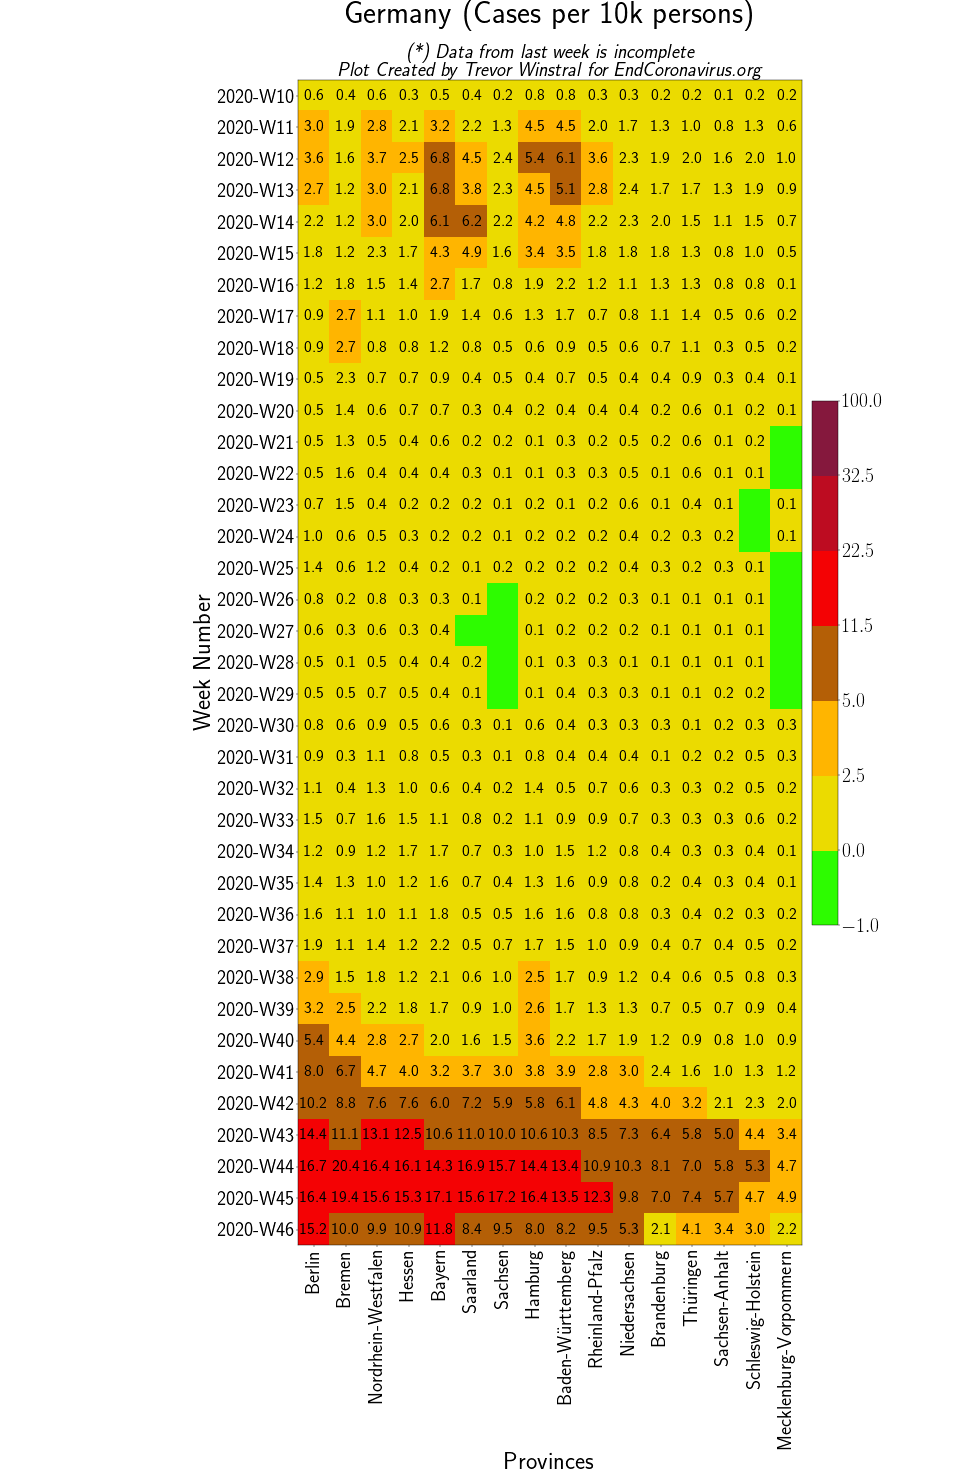 Germany (Cases per 10k persons)
(*) Data from last week is incomplete
Plot Created by Trevor Winstral for EndCoronavirus.org
2020-W10 0.6 0.4 0.6 0.3 0.5 0.4 0.2 0.8 0.8 0.3 0.3 0.2 0.2 0.1 0.2 0.2
2020-W11 3.0 1.9 2.8 2.1 3.2 2.2 1.3 4.5 4.5 2.0 1.7 1.3 1.0 0.8 1.3 0.6
2020-W12 3.6 1.6 3.7 2.5 6.8 4.5 2.4 5.4 6.1 3.6 2.3 1.9 2.0 1.6 2.0 1.0
2020-W13 2.7 1.2 3.0 2.1 6.8 3.8 2.3 4.5 5.1 2.8 2.4 1.7 1.7 1.3 1.9 0.9
2020-W14 2.2 1.2 3.0 2.0 6.1 6.2 2.2 4.2 4.8 2.2 2.3 2.0 1.5 1.1 1.5 0.7
2020-W15 1.8 1.2 2.3 1.7 4.3 4.9 1.6 3.4 3.5 1.8 1.8 1.8 1.3 0.8 1.0 0.5
2020-W16 1.2 1.8 1.5 1.4 2.7 1.7 0.8 1.9 2.2 1.2 1.1 1.3 1.3 0.8 0.8 0.1
2020-W17 0.9 2.7 1.1 1.0 1.9 1.4 0.6 1.3 1.7 0.7 0.8 1.1 1.4 0.5 0.6 0.2
2020-W18 0.9 2.7 0.8 0.8 1.2 0.8 0.5 0.6 0.9 0.5 0.6 0.7 1.1 0.3 0.5 0.2
2020-W19 0.5 2.3 0.7 0.7 0.9 0.4 0.5 0.4 0.7 0.5 0.4 0.4 0.9 0.3 0.4 0.1
2020-W20 0.5 1.4 0.6 0.7 0.7 0.3 0.4 0.2 0.4 0.4 0.4 0.2 0.6 0.1 0.2 0.1
2020-W21 0.5 1.3 0.5 0.4 0.6 0.2 0.2 0.1 0.3 0.2 0.5 0.2 0.6 0.1 0.2
2020-W22 0.5 1.6 0.4 0.4 0.4 0.3 0.1 0.1 0.3 0.3 0.5 0.1 0.6 0.1 0.1
2020-W23 0.7 1.5 0.4 0.2 0.2 0.2 0.1 0.2 0.1 0.2 0.6 0.1 0.4 0.1 0.1
2020-W24 1.0 0.6 0.5 0.3 0.2 0.2 0.1 0.2 0.2 0.2 0.4 0.2 0.3 0.2 0.1
2020-W25 1.4 0.6 1.2 0.4 0.2 0.1 0.2 0.2 0.2 0.2 0.4 0.3 0.2 0.3 0.1
2020-W26 0.8 0.2 0.8 0.3 0.3 0.1 0.2 0.2 0.2 0.3 0.1 0.1 0.1 0.1
2020-W27 0.6 0.3 0.6 0.3 0.4 0.1 0.2 0.2 0.2 0.1 0.1 0.1 0.1
2020-W28 0.5 0.1 0.5 0.4 0.4 0.2 0.1 0.3 0.3 0.1 0.1 0.1 0.1 0.1
2020-W29 0.5 0.5 0.7 0.5 0.4 0.1 0.1 0.4 0.3 0.3 0.1 0.1 0.2 0.2
2020-W30 0.8 0.6 0.9 0.5 0.6 0.3 0.1 0.6 0.4 0.3 0.3 0.3 0.1 0.2 0.3 0.3
2020-W31 0.9 0.3 1.1 0.8 0.5 0.3 0.1 0.8 0.4 0.4 0.4 0.1 0.2 0.2 0.5 0.3
2020-W32 1.1 0.4 1.3 1.0 0.6 0.4 0.2 1.4 0.5 0.7 0.6 0.3 0.3 0.2 0.5 0.2
2020-W33 1.5 0.7 1.6 1.5 1.1 0.8 0.2 1.1 0.9 0.9 0.7 0.3 0.3 0.3 0.6 0.2
2020-W34 1.2 0.9 1.2 1.7 1.7 0.7 0.3 1.0 1.5 1.2 0.8 0.4 0.3 0.3 0.4 0.1
2020-W35 1.4 1.3 1.0 1.2 1.6 0.7 0.4 1.3 1.6 0.9 0.8 0.2 0.4 0.3 0.4 0.1
2020-W36 1.6 1.1 1.0 1.1 1.8 0.5 0.5 1.6 1.6 0.8 0.8 0.3 0.4 0.2 0.3 0.2
2020-W37 1.9 1.1 1.4 1.2 2.2 0.5 0.7 1.7 1.5 1.0 0.9 0.4 0.7 0.4 0.5 0.2
2020-W38 2.9 1.5 1.8 1.2 2.1 0.6 1.0 2.5 1.7 0.9 1.2 0.4 0.6 0.5 0.8 0.3
2020-W39 3.2 2.5 2.2 1.8 1.7 0.9 1.0 2.6 1.7 1.3 1.3 0.7 0.5 0.7 0.9 0.4
2020-W40 5.4 4.4 2.8 2.7 2.0 1.6 1.5 3.6 2.2 1.7 1.9 1.2 0.9 0.8 1.0 0.9
2020-W41 8.0 6.7 4.7 4.0 3.2 3.7 3.0 3.8 3.9 2.8 3.0 2.4 1.6 1.0 1.3 1.2
2020-W42 10.2 8.8 7.6 7.6 6.0 7.2 5.9 5.8 6.1 4.8 4.3 4.0 3.2 2.1 2.3 2.0
2020-W43 14.4 11.1 13.1 12.5 10.6 11.0 10.0 10.6 10.3 8.5 7.3 6.4 5.8 5.0 4.4 3.4
2020-W44 16.7 20.4 16.4 16.1 14.3 16.9 15.7 14.4 13.4 10.9 10.3 8.1 7.0 5.8 5.3 4.7
2020-W45 16.4 19.4 15.6 15.3 17.1 15.6 17.2 16.4 13.5 12.3 9.8 7.0 7.4 5.7 4.7 4.9
2020-W46 15.2 10.0 9.9 10.9 11.8 8.4 9.5 8.0 8.2 9.5 5.3 2.1 4.1 3.4 3.0 2.2
Week Number
Berlin
Bremen
Nordrhein-Westfalen
Hessen
Bayern
Saarland
Sachsen
Hamburg
Baden-Württemberg
Rheinland-Pfalz
Niedersachsen
Brandenburg
Thüringen
Sachsen-Anhalt
Schleswig-Holstein
Mecklenburg-Vorpommern
Provinces
100.0
32.5
22.5
11.5
5.0
2.5
0.0
−1.0